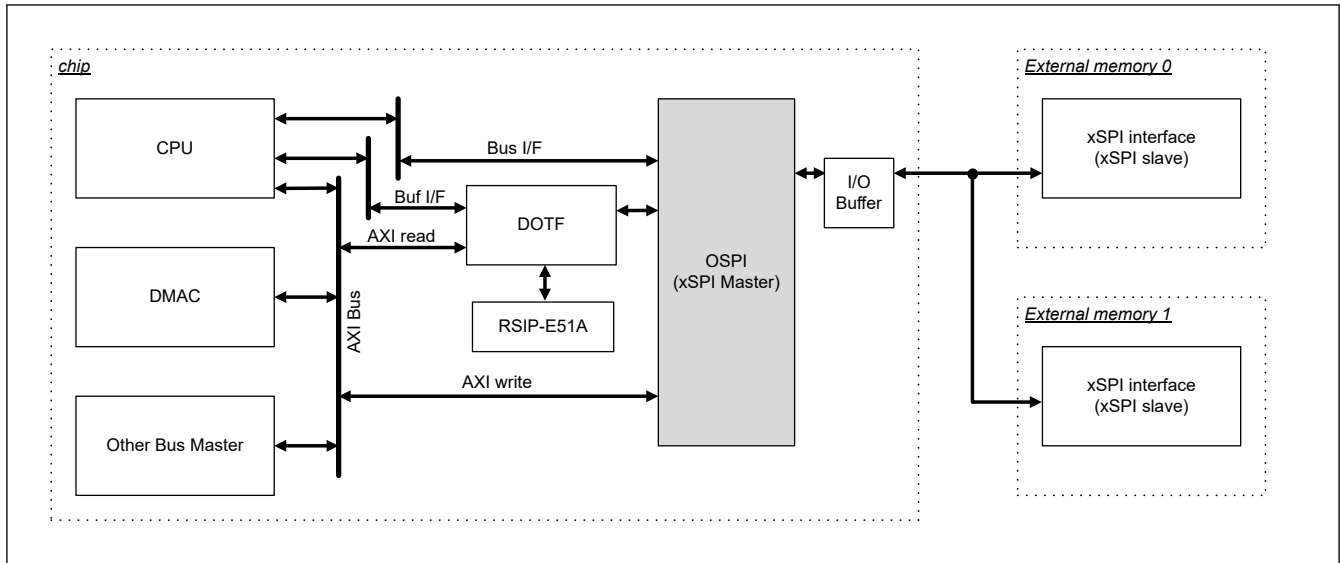 chip
CPU
DMAC
Other Bus Master
AXI Bus
Bus I/F
Buf I/F
AXI read
DOTF
RSIP-E51A
AXI write
OSPI
(xSPI Master)
I/O
Buffer
External memory 0
xSPI interface
(xSPI slave)
External memory 1
xSPI interface
(xSPI slave)